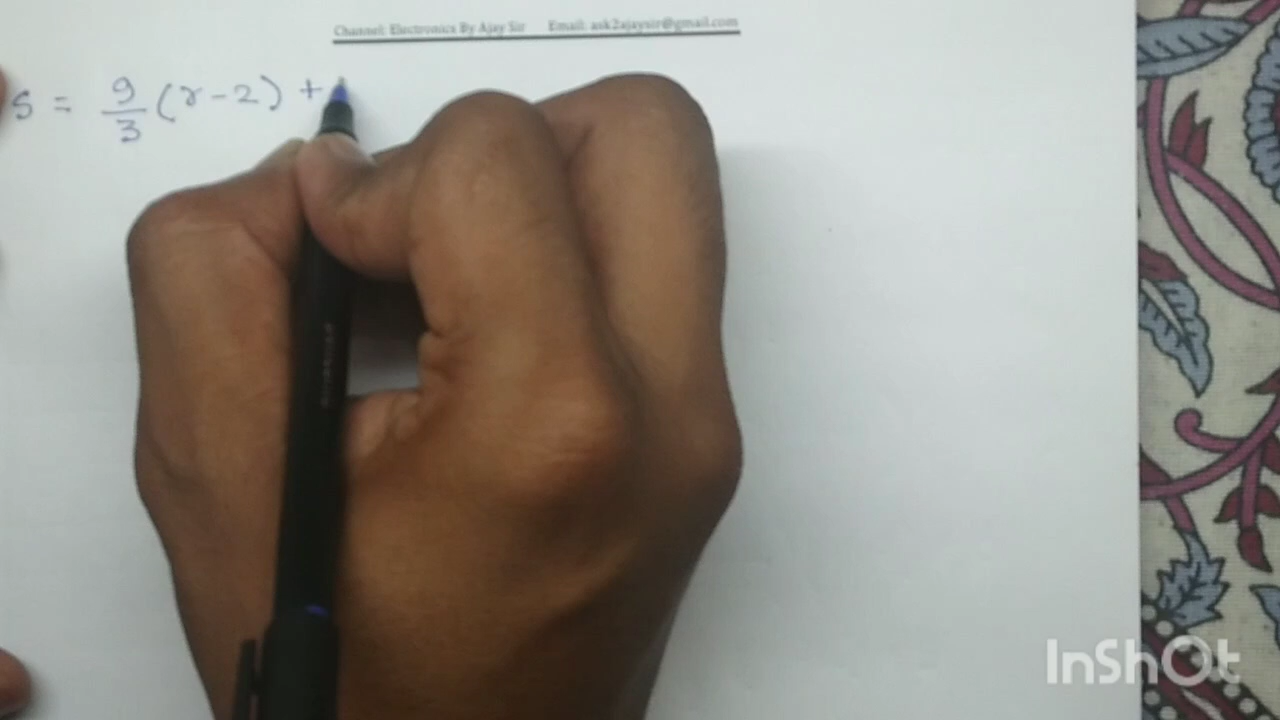 Channel: Electronics By Ajay Sir Email: ask2ajaysir@gmail.com
s = 9/3 (r - 2) +
InShOt